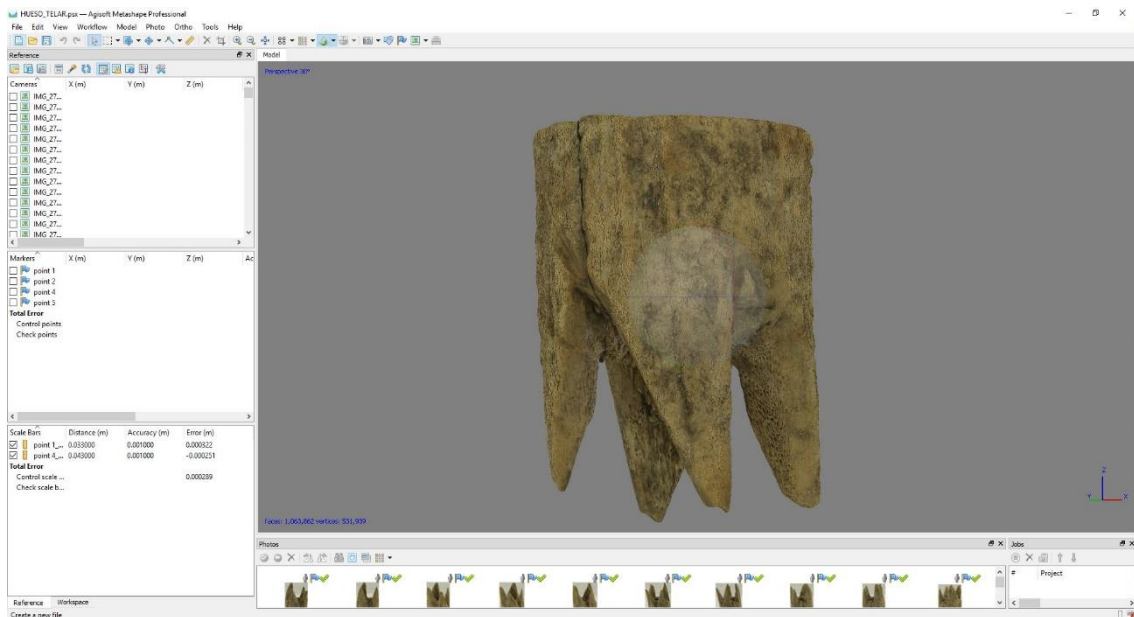 HUESO_TELAR.psx — Agisoft Metashape Professional
File Edit View Workflow Model Photo Ortho Tools Help
Reference
Model
Cameras X (m) Y (m) Z (m)
Perspective 30°
IMG_27...
IMG_27...
IMG_27...
IMG_27...
IMG_27...
IMG_27...
IMG_27...
IMG_27...
IMG_27...
IMG_27...
IMG_27...
IMG_27...
IMG_27...
IMG_27...
Markers X (m) Y (m) Z (m) Ac
point 1
point 2
point 4
point 5
Total Error
Control points
Check points
Scale Bars Distance (m) Accuracy (m) Error (m)
point 1_... 0.033000 0.001000 0.000322
point 4_... 0.043000 0.001000 -0.000251
Total Error
Control scale ... 0.000289
Check scale b...
Z
Y X
Faces: 1,063,862 vertices: 531,939
Photos
Jobs
# Project
Reference Workspace
Create a new file